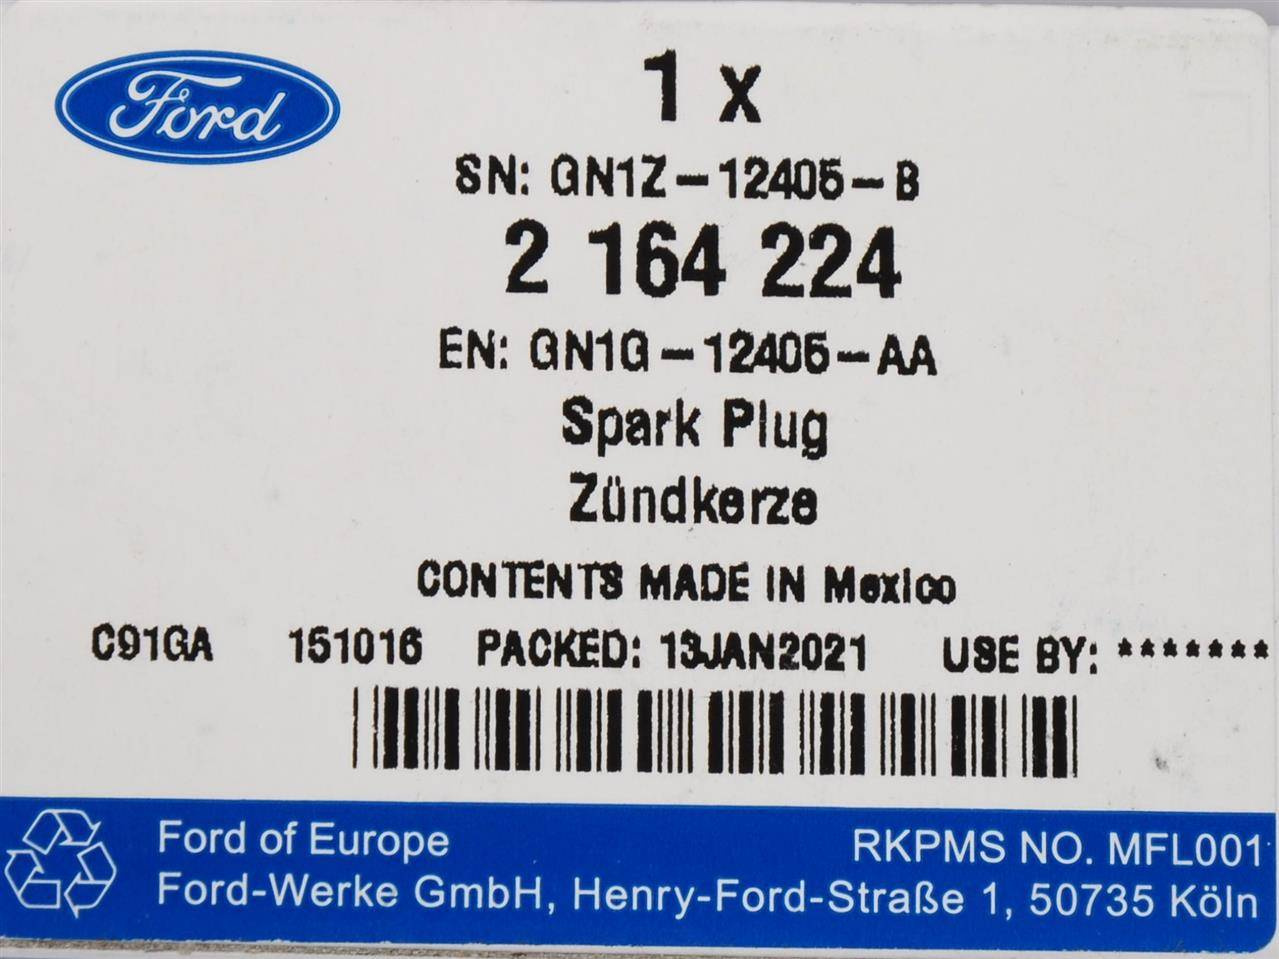 Ford
1 x
SN: GN1Z-12405-B
2 164 224
EN: GN1G-12405-AA
Spark Plug
Zündkerze
CONTENTS MADE IN Mexico
C91GA 151016 PACKED: 13JAN2021 USE BY: *******
Ford of Europe RKPMS NO. MFL001
Ford-Werke GmbH, Henry-Ford-Straße 1, 50735 Köln